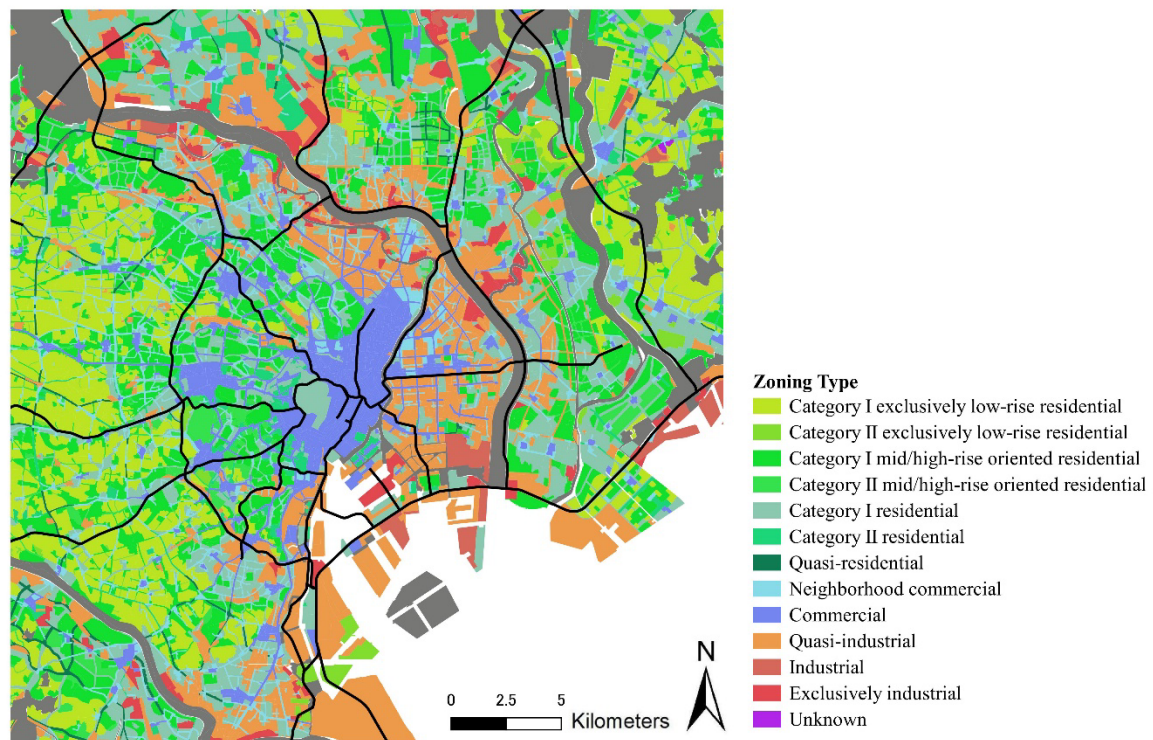 Zoning Type
Category I exclusively low-rise residential
Category II exclusively low-rise residential
Category I mid/high-rise oriented residential
Category II mid/high-rise oriented residential
Category I residential
Category II residential
Quasi-residential
Neighborhood commercial
Commercial
Quasi-industrial
Industrial
Exclusively industrial
Unknown
N
0 2.5 5
Kilometers